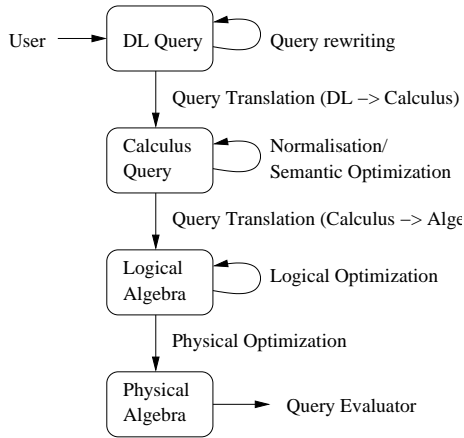 User
DL Query
Query rewriting
Query Translation (DL −> Calculus)
Calculus
Query
Normalisation/
Semantic Optimization
Query Translation (Calculus −> Alge
Logical
Algebra
Logical Optimization
Physical Optimization
Physical
Algebra
Query Evaluator